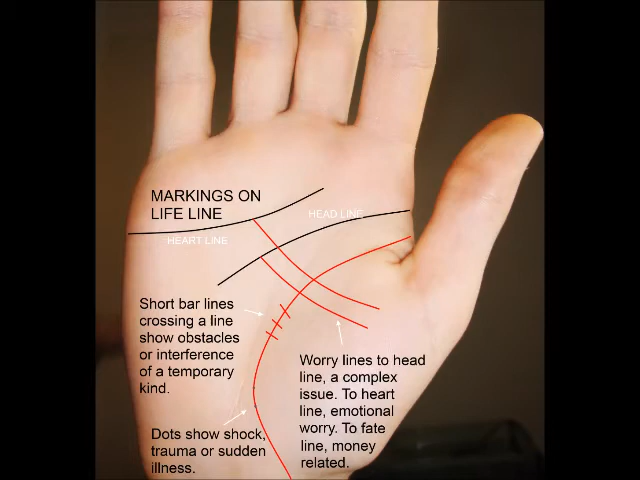 MARKINGS ON
LIFE LINE
HEAD LINE
HEART LINE
Short bar lines
crossing a line
show obstacles
or interference
of a temporary
kind.
Worry lines to head
line, a complex
issue. To heart
line, emotional
worry. To fate
line, money
related.
Dots show shock,
trauma or sudden
illness.